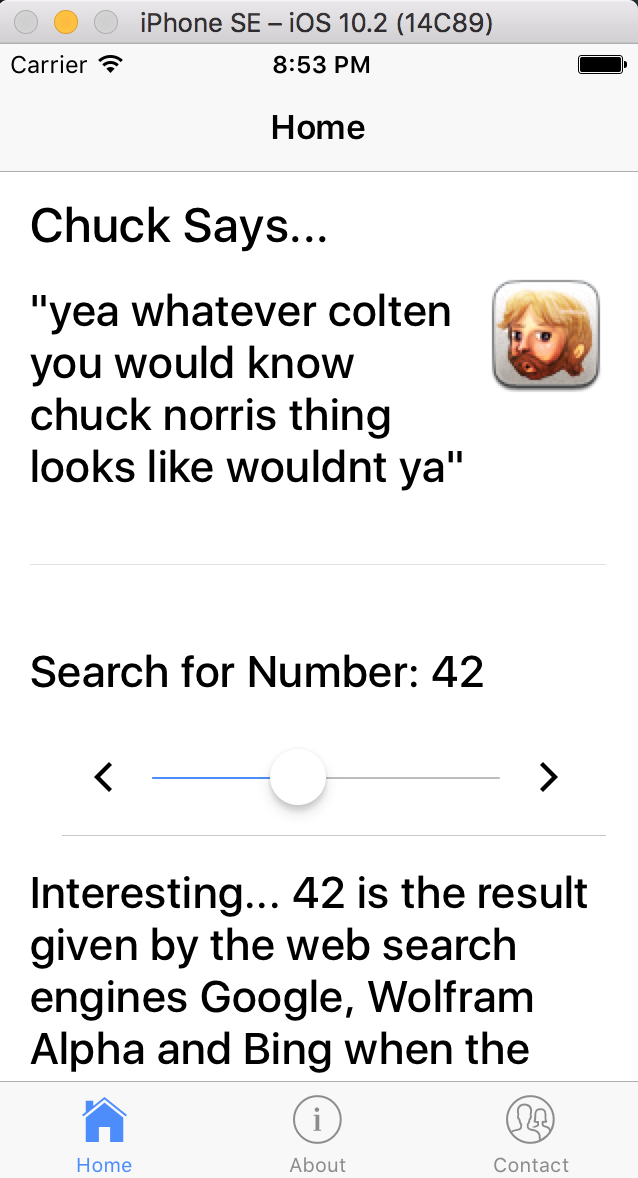 iPhone SE – iOS 10.2 (14C89)
Carrier 8:53 PM
Home
Chuck Says...
"yea whatever colten
you would know
chuck norris thing
looks like wouldnt ya"
Search for Number: 42
Interesting... 42 is the result
given by the web search
engines Google, Wolfram
Alpha and Bing when the
Home About Contact